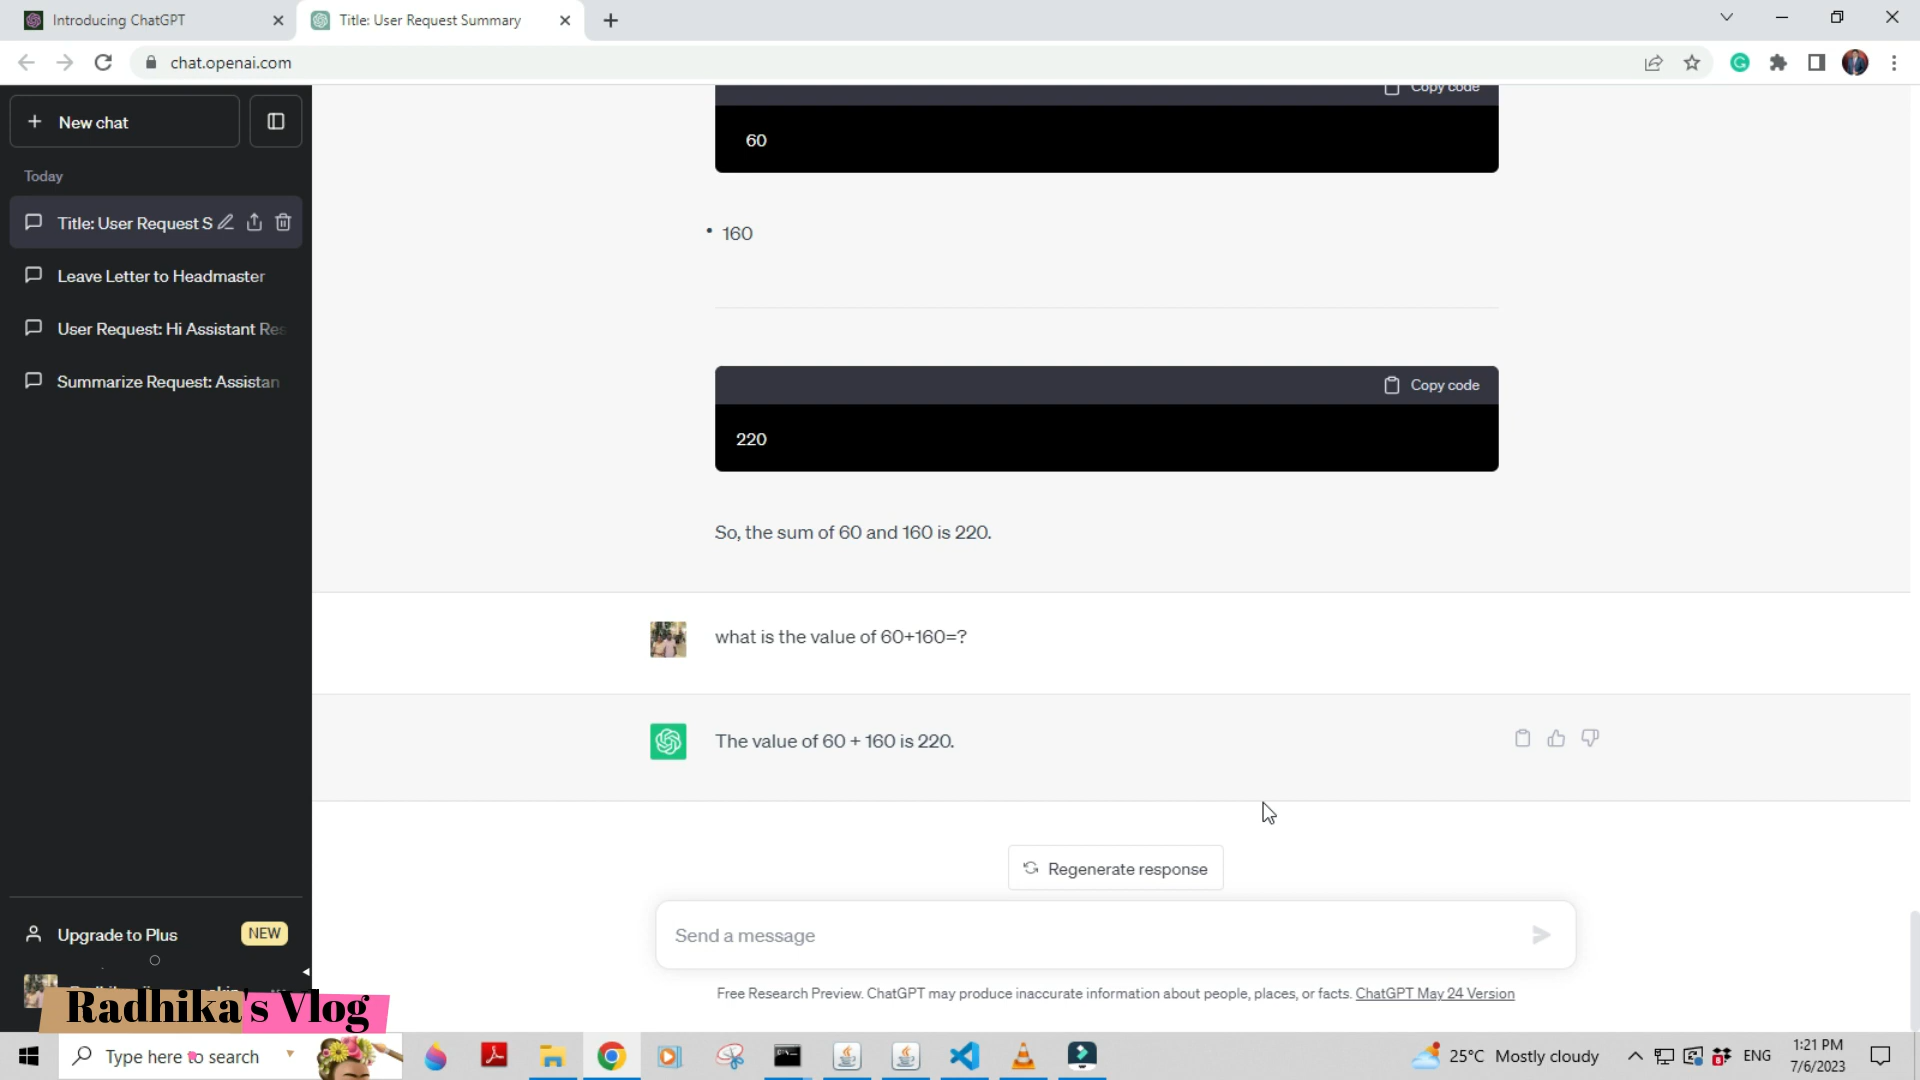 Introducing ChatGPT
Title: User Request Summary
chat.openai.com
New chat
Today
Title: User Request S
Leave Letter to Headmaster
User Request: Hi Assistant Res
Summarize Request: Assistan
Copy code
60
• 160
Copy code
220
So, the sum of 60 and 160 is 220.
what is the value of 60+160=?
The value of 60 + 160 is 220.
Regenerate response
Send a message
Free Research Preview. ChatGPT may produce inaccurate information about people, places, or facts. ChatGPT May 24 Version
Upgrade to Plus NEW
Radhika's Vlog
Type here to search
25°C Mostly cloudy
ENG
1:21 PM
7/6/2023